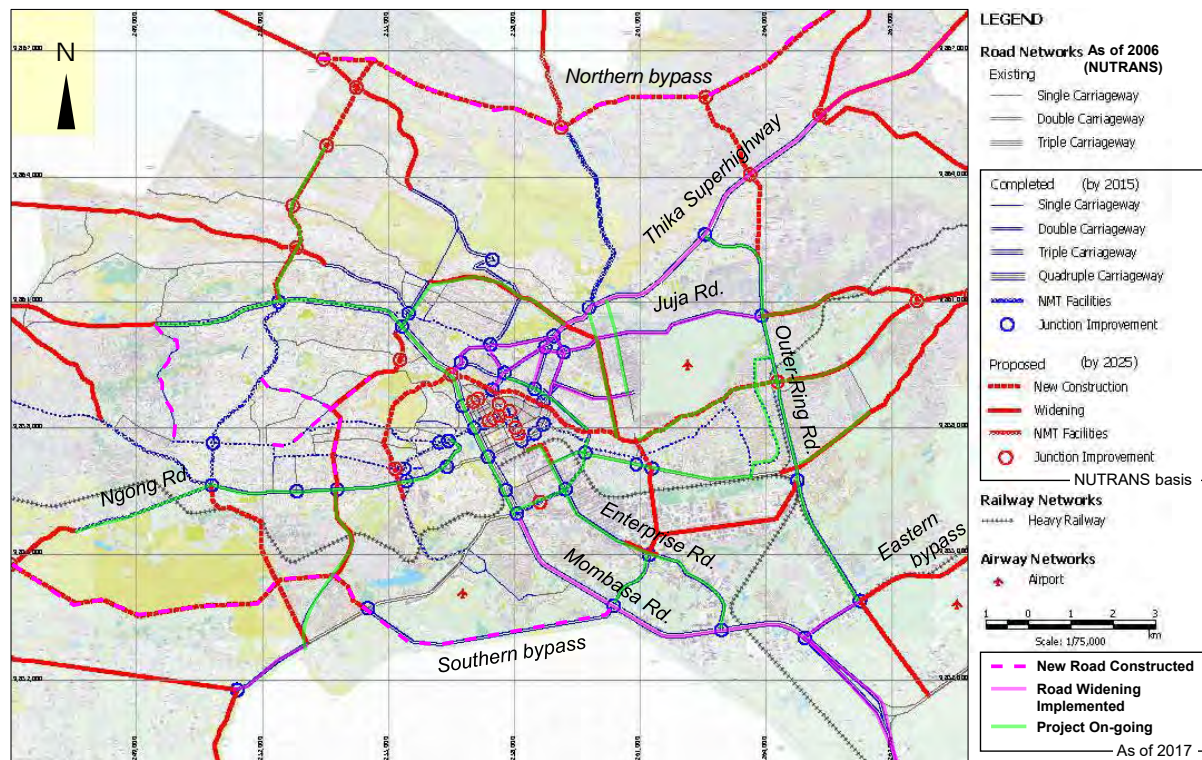 N
Northern bypass
Thika Superhighway
Juja Rd.
Outer-Ring Rd.
Ngong Rd.
Enterprise Rd.
Mombasa Rd.
Eastern
bypass
Southern bypass
LEGEND
Road Networks As of 2006
(NUTRANS)
Existing
Single Carriageway
Double Carriageway
Triple Carriageway
Completed (by 2015)
Single Carriageway
Double Carriageway
Triple Carriageway
Quadruple Carriageway
NMT Facilities
Junction Improvement
Proposed (by 2025)
New Construction
Widening
NMT Facilities
Junction Improvement
NUTRANS basis
Railway Networks
Heavy Railway
Airway Networks
Airport
1 0 1 2 3
km
Scale: 1/75,000
New Road Constructed
Road Widening
Implemented
Project On-going
As of 2017